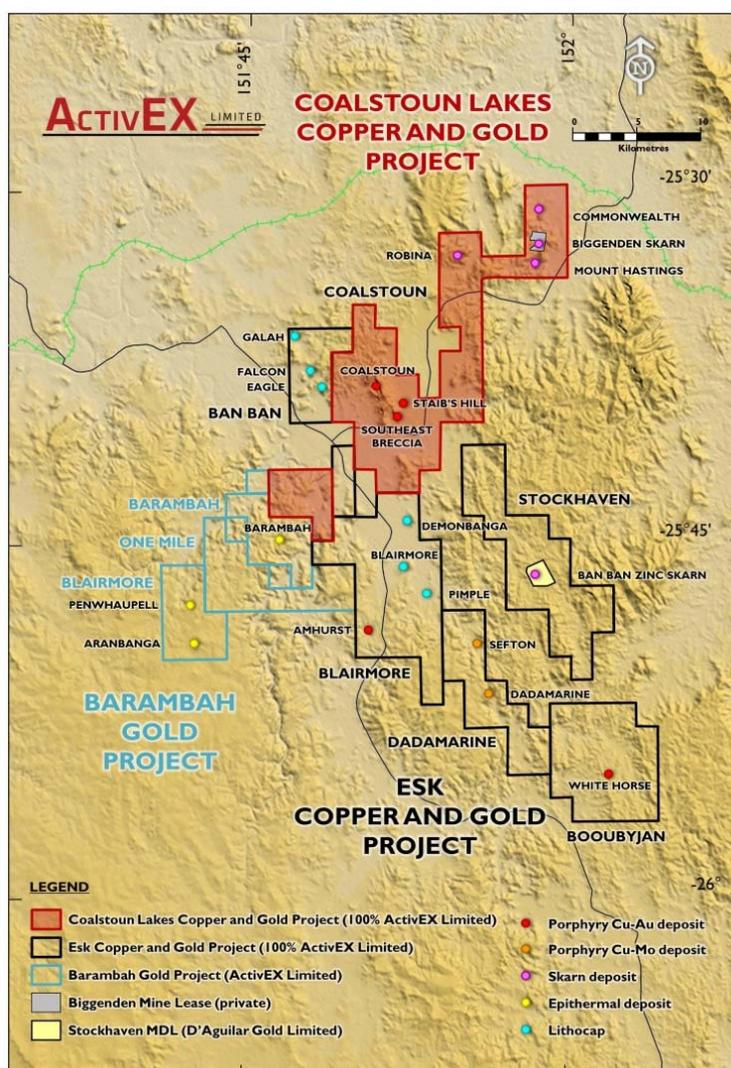 151°45'
152°
ACTIVEX LIMITED
COALSTOUN LAKES
COPPER AND GOLD
PROJECT
N
0 5 10
Kilometres
-25°30'
COMMONWEALTH
BIGGENDEN SKARN
ROBINA
MOUNT HASTINGS
COALSTOUN
GALAH
FALCON
COALSTOUN
EAGLE
STAIB'S HILL
BAN BAN
SOUTHEAST
BRECCIA
STOCKHAVEN
BARAMBAH
BARAMBAH
DEMONBANGA
ONE MILE
-25°45'
BLAIRMORE
BLAIRMORE
BAN BAN ZINC SKARN
PENWHAUPELL
PIMPLE
AMHURST
ARANBANGA
SEFTON
BLAIRMORE
DADAMARINE
BARAMBAH
GOLD
PROJECT
DADAMARINE
WHITE HORSE
ESK
COPPER AND GOLD
PROJECT
BOOUBYJAN
-26°
LEGEND
Coalstoun Lakes Copper and Gold Project (100% ActivEX Limited)
Esk Copper and Gold Project (100% ActivEX Limited)
Barambah Gold Project (ActivEX Limited)
Biggenden Mine Lease (private)
Stockhaven MDL (D'Aguilar Gold Limited)
Porphyry Cu-Au deposit
Porphyry Cu-Mo deposit
Skarn deposit
Epithermal deposit
Lithocap